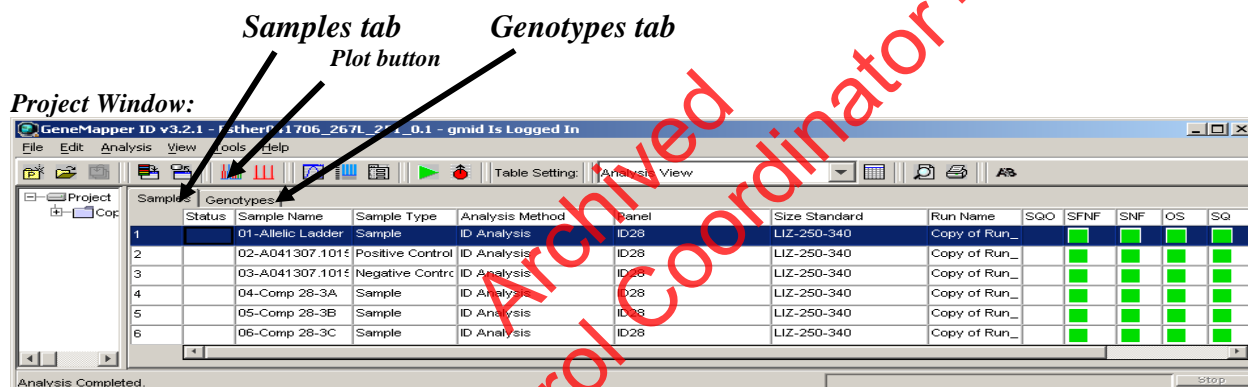 Samples tab Genotypes tab
Plot button
Project Window:
GeneMapper ID v3.2.1 - 1706_267L_ _0.1 - gmid Is Logged In
File Edit Analysis View Tools Help
Table Setting: Analysis View
Project Samples Genotypes
Cop
Status Sample Name Sample Type Analysis Method Panel Size Standard Run Name SQO SFNF SNF OS SQ
1 01-Allelic Ladder Sample ID Analysis ID28 LIZ-250-340 Copy of Run_
2 02-A041307.1015 Positive Control ID Analysis ID28 LIZ-250-340 Copy of Run_
3 03-A041307.1015 Negative Contrc ID Analysis ID28 LIZ-250-340 Copy of Run_
4 04-Comp 28-3A Sample ID Analysis ID28 LIZ-250-340 Copy of Run_
5 05-Comp 28-3B Sample ID Analysis ID28 LIZ-250-340 Copy of Run_
6 06-Comp 28-3C Sample ID Analysis ID28 LIZ-250-340 Copy of Run_
Analysis Completed. Stop
Archived
rol Coordinator